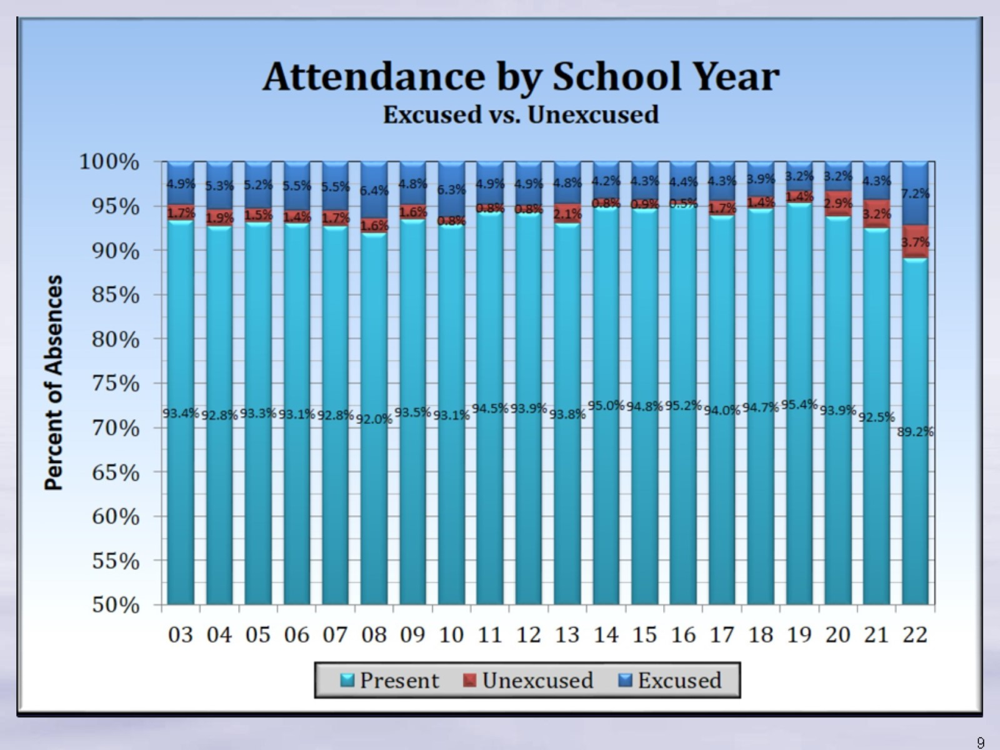 Attendance by School Year
Excused vs. Unexcused
Percent of Absences
100%
95%
90%
85%
80%
75%
70%
65%
60%
55%
50%
4.9% 5.3% 5.2% 5.5% 5.5% 6.4% 4.8% 6.3% 4.9% 4.9% 4.8% 4.2% 4.3% 4.4% 4.3% 3.9% 3.2% 3.2% 4.3% 7.2%
1.7% 1.9% 1.5% 1.4% 1.7% 1.6% 1.6% 0.8% 0.8% 0.8% 2.1% 0.8% 0.9% 0.5% 1.7% 1.4% 1.4% 2.9% 3.2% 3.7%
93.4% 92.8% 93.3% 93.1% 92.8% 92.0% 93.5% 93.1% 94.5% 93.9% 93.8% 95.0% 94.8% 95.2% 94.0% 94.7% 95.4% 93.9% 92.5% 89.2%
03 04 05 06 07 08 09 10 11 12 13 14 15 16 17 18 19 20 21 22
Present Unexcused Excused
9